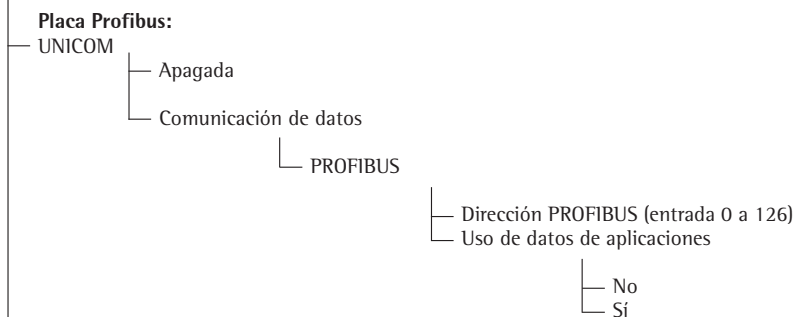 Placa Profibus:
UNICOM
Apagada
Comunicación de datos
PROFIBUS
Dirección PROFIBUS (entrada 0 a 126)
Uso de datos de aplicaciones
No
Sí